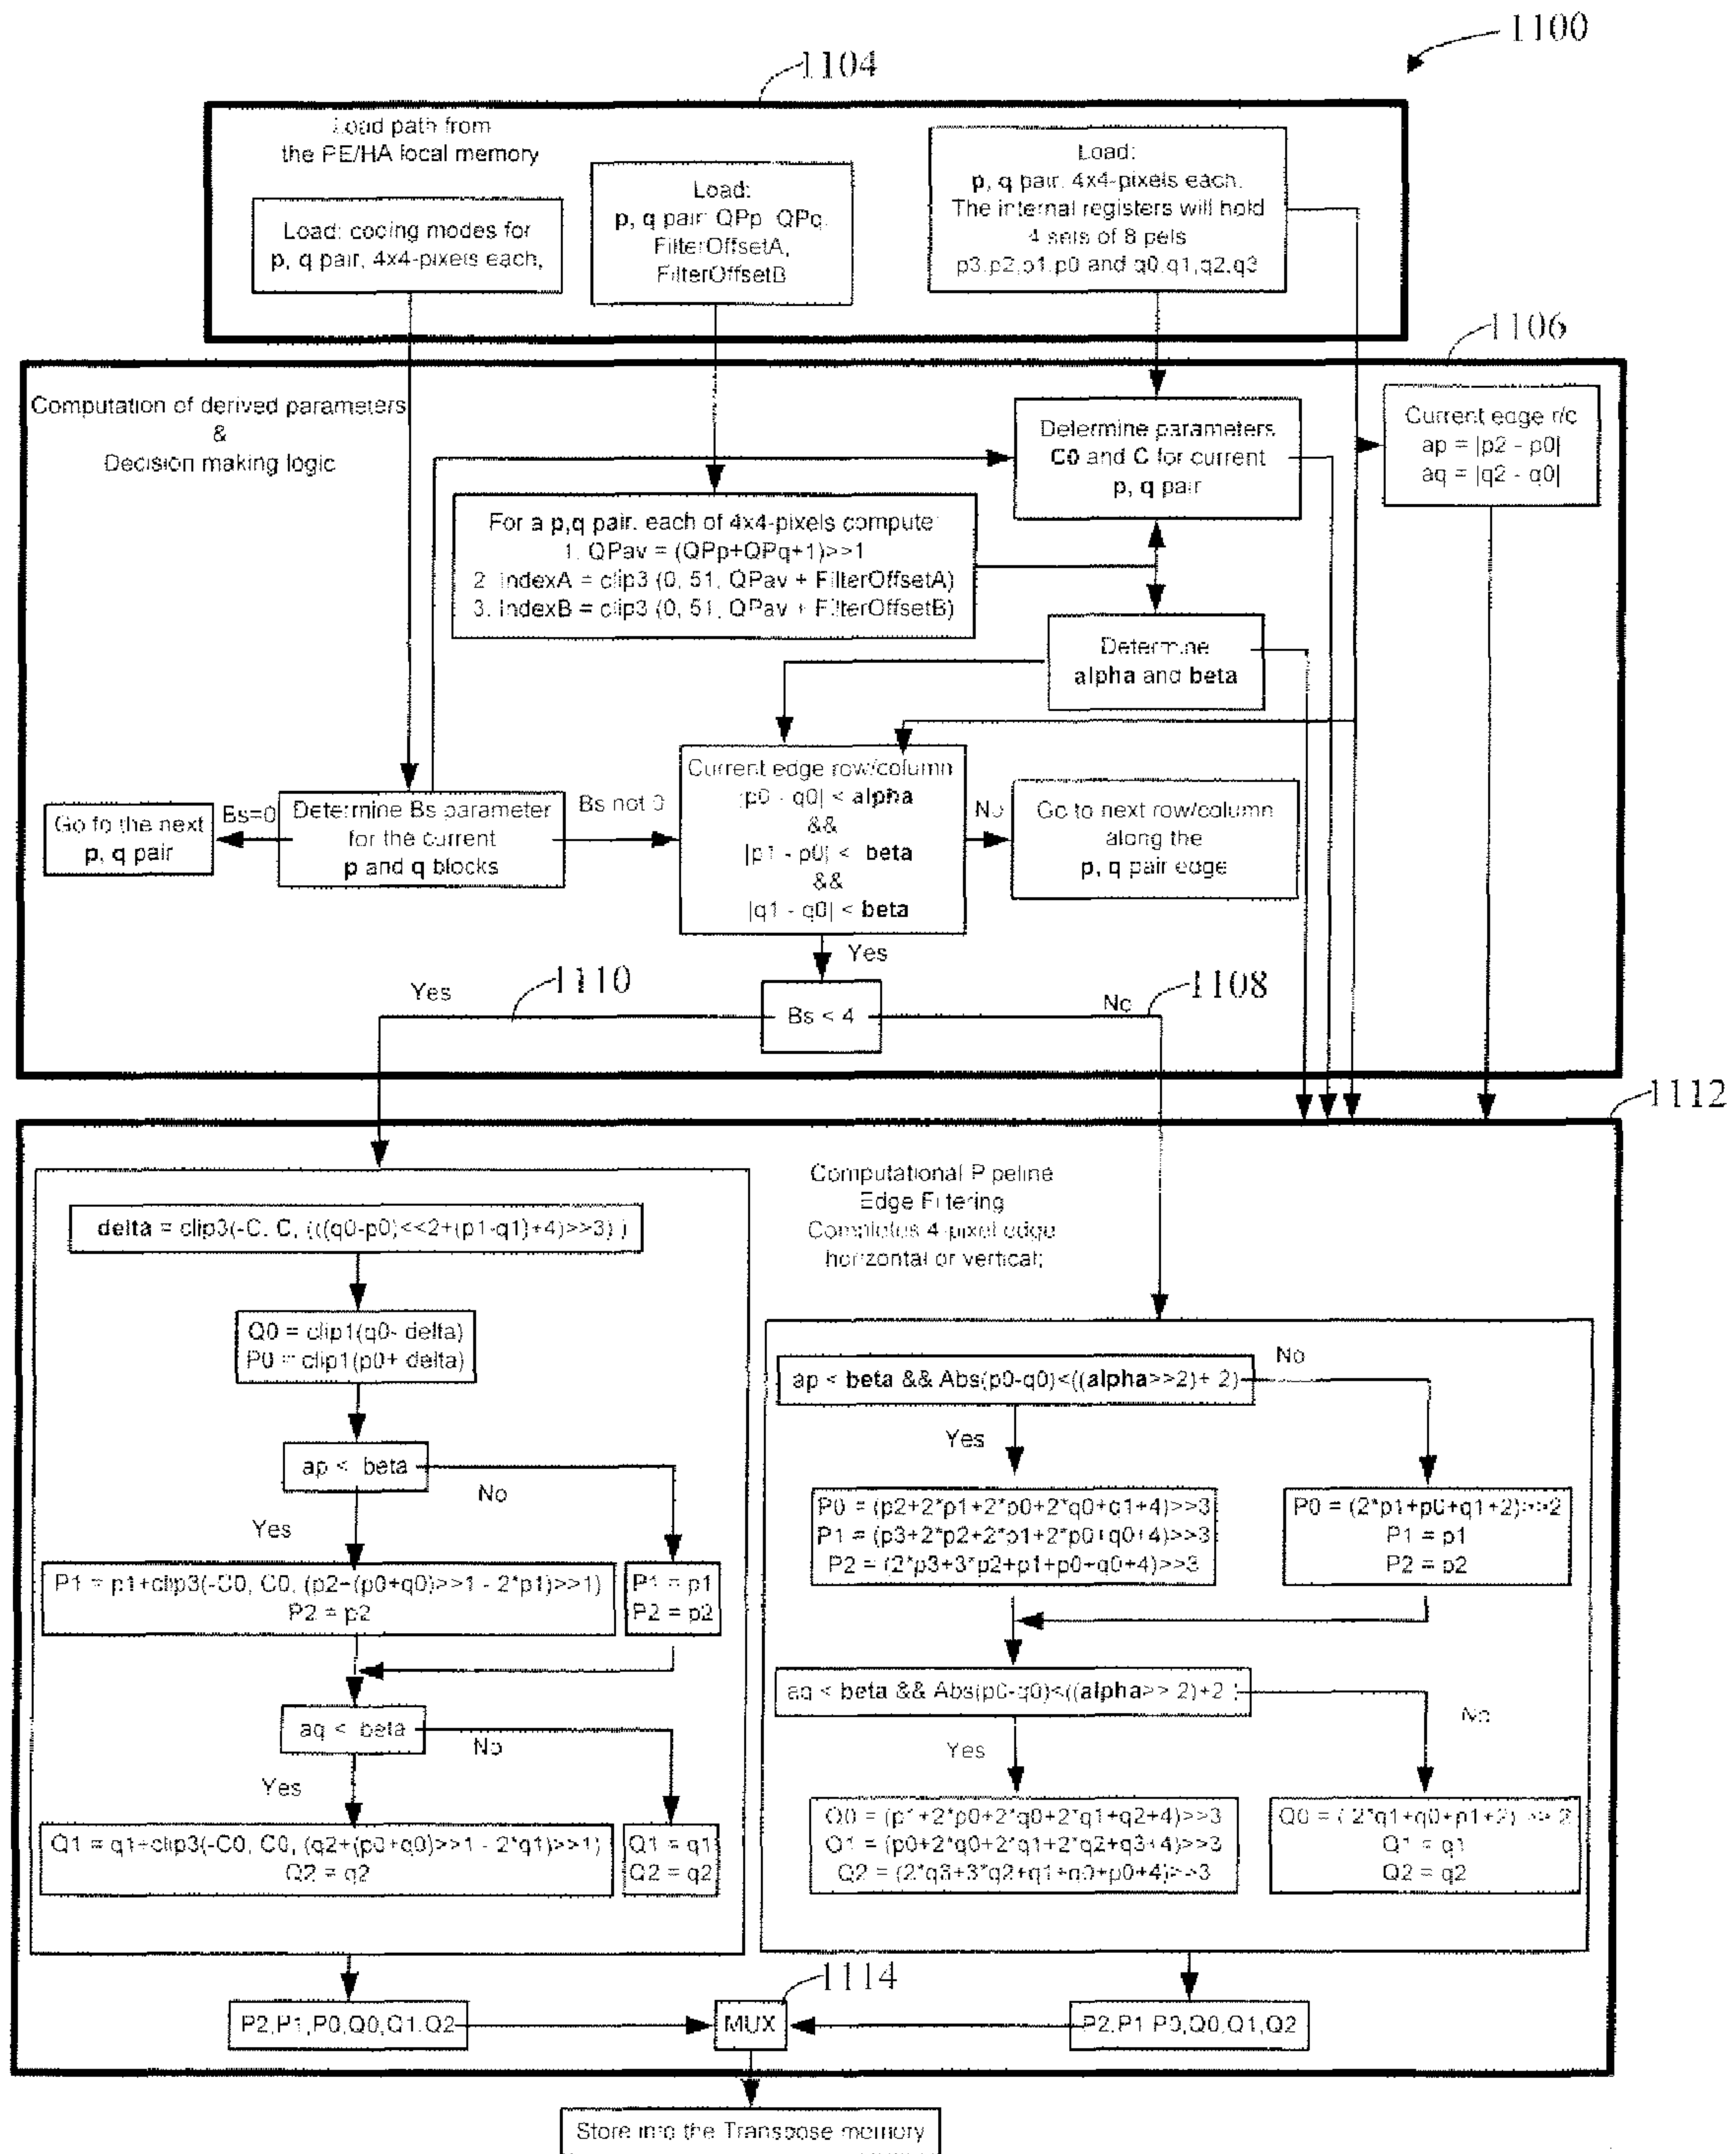 1100
1104
Load path from
the PE/HA local memory
Load: coding modes for
p, q pair, 4x4-pixels each,
Load:
p, q pair: QPp, QPq,
FilterOffsetA,
FilterOffsetB
Load:
p, q pair, 4x4-pixels each.
The internal registers will hold
4 sets of 8 pels
p3,p2,p1,p0 and q0,q1,q2,q3
1106
Computation of derived parameters
&
Decision making logic
Determine parameters
C0 and C for current
p, q pair
Current edge r/c
ap = |p2 - p0|
aq = |q2 - q0|
For a p,q pair, each of 4x4-pixels compute:
1. QPav = (QPp+QPq+1)>>1
2. indexA = clip3 (0, 51, QPav + FilterOffsetA)
3. indexB = clip3 (0, 51, QPav + FilterOffsetB)
Determine
alpha and beta
Go to the next
p, q pair
Bs=0
Determine Bs parameter
for the current
p and q blocks
Bs not 0
Current edge row/column
|p0 - q0| < alpha
&&
|p1 - p0| < beta
&&
|q1 - q0| < beta
No
Go to next row/column
along the
p, q pair edge
Yes
Yes
1110
Bs < 4
No
1108
1112
Computational Pipeline
Edge Filtering
Completes 4-pixel edge
horizontal or vertical;
delta = clip3(-C, C, ((((q0-p0)<<2+(p1-q1)+4)>>3) )
Q0 = clip1(q0- delta)
P0 = clip1(p0+ delta)
ap < beta
No
Yes
P1 = p1+clip3(-C0, C0, (p2+(p0+q0)>>1 - 2*p1)>>1)
P2 = p2
P1 = p1
P2 = p2
aq < beta
No
Yes
Q1 = q1+clip3(-C0, C0, (q2+(p0+q0)>>1 - 2*q1)>>1)
Q2 = q2
Q1 = q1
Q2 = q2
ap < beta && Abs(p0-q0)<((alpha>>2)+ 2)
No
Yes
P0 = (p2+2*p1+2*p0+2*q0+q1+4)>>3
P1 = (p3+2*p2+2*p1+2*p0+q0+4)>>3
P2 = (2*p3+3*p2+p1+p0+q0+4)>>3
P0 = (2*p1+p0+q1+2)>>2
P1 = p1
P2 = p2
aq < beta && Abs(p0-q0)<((alpha>> 2)+2 )
No
Yes
Q0 = (p1+2*p0+2*q0+2*q1+q2+4)>>3
Q1 = (p0+2*q0+2*q1+2*q2+q3+4)>>3
Q2 = (2*q3+3*q2+q1+q0+p0+4)>>3
Q0 = ( 2*q1+q0+p1+2) >> 2
Q1 = q1
Q2 = q2
P2,P1,P0,Q0,Q1,Q2
1114
MUX
P2,P1 P0,Q0,Q1,Q2
Store into the Transpose memory